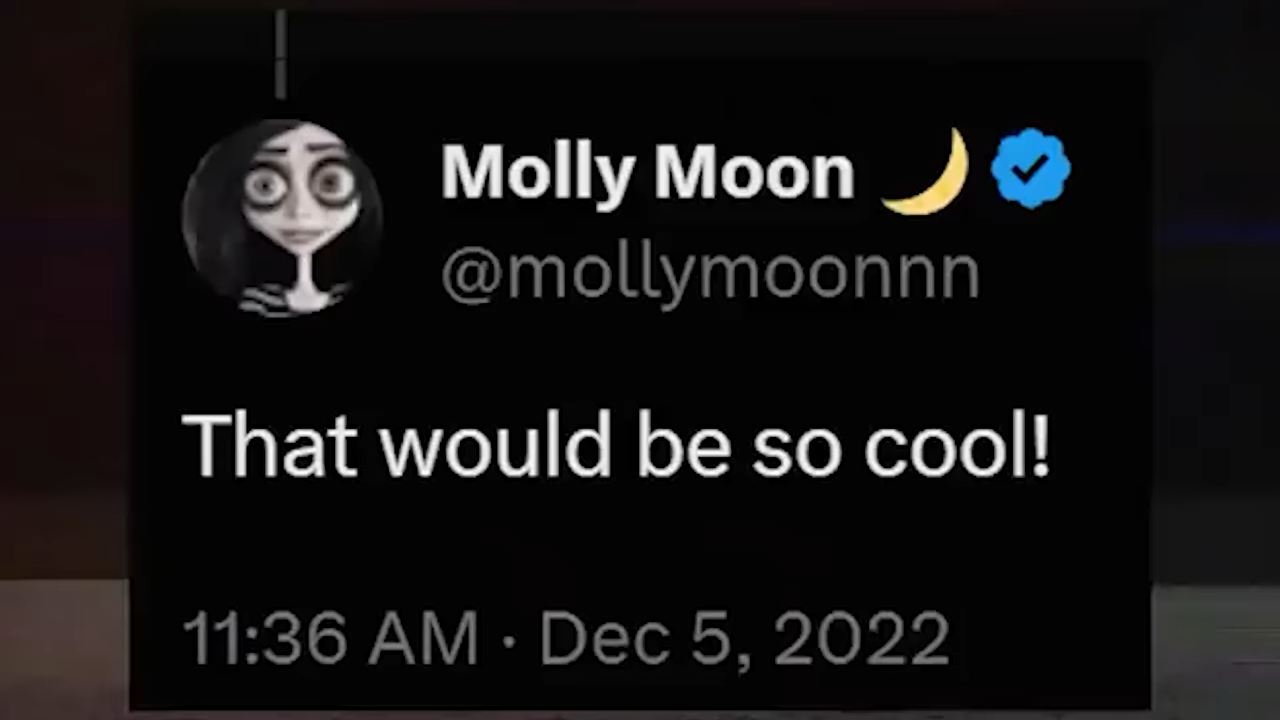 Molly Moon 🌙
@mollymoonnn
That would be so cool!
11:36 AM · Dec 5, 2022